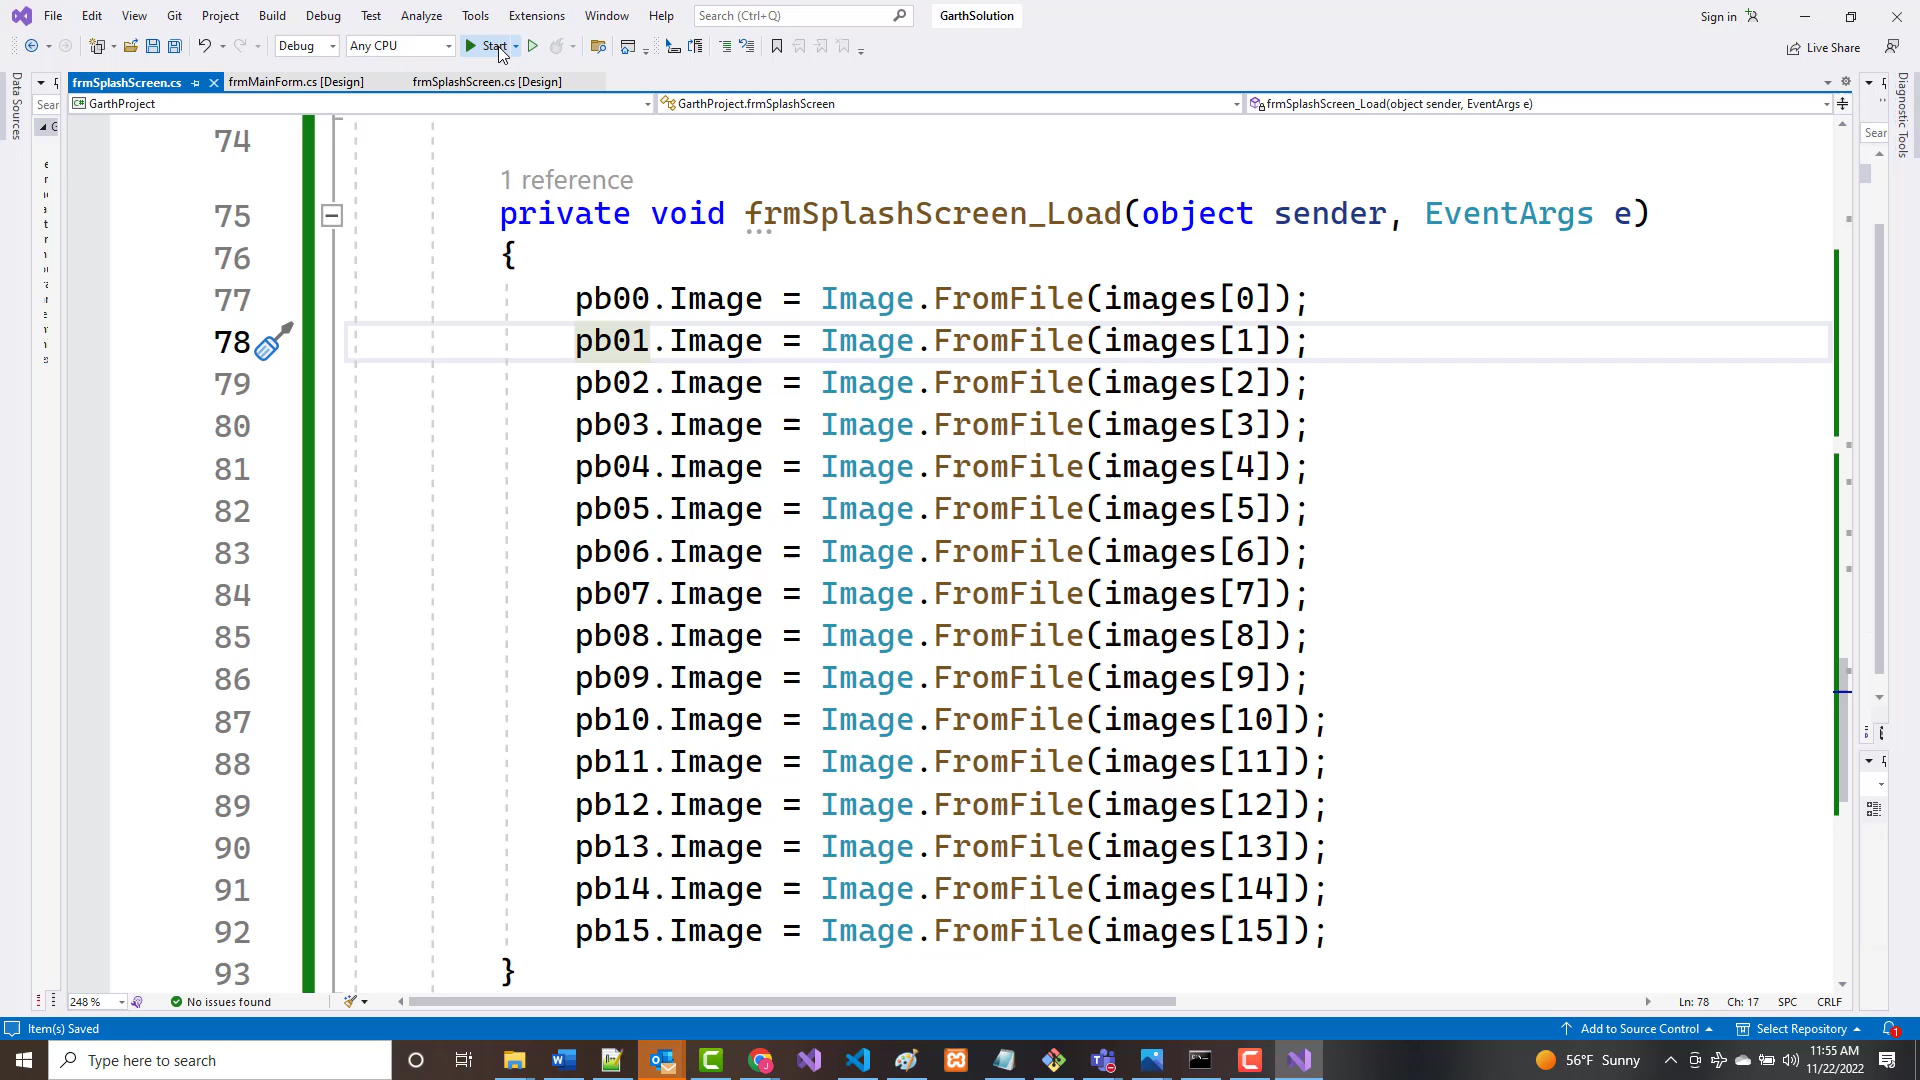 File Edit View Git Project Build Debug Test Analyze Tools Extensions Window Help Search (Ctrl+Q) GarthSolution Sign in
Debug Any CPU Start Live Share
frmSplashScreen.cs frmMainForm.cs [Design] frmSplashScreen.cs [Design]
GarthProject GarthProject.frmSplashScreen frmSplashScreen_Load(object sender, EventArgs e)
Data Sources
Sear
G
Diagnostic Tools
Sear
74
1 reference
75 private void frmSplashScreen_Load(object sender, EventArgs e)
76 {
77 pb00.Image = Image.FromFile(images[0]);
78 pb01.Image = Image.FromFile(images[1]);
79 pb02.Image = Image.FromFile(images[2]);
80 pb03.Image = Image.FromFile(images[3]);
81 pb04.Image = Image.FromFile(images[4]);
82 pb05.Image = Image.FromFile(images[5]);
83 pb06.Image = Image.FromFile(images[6]);
84 pb07.Image = Image.FromFile(images[7]);
85 pb08.Image = Image.FromFile(images[8]);
86 pb09.Image = Image.FromFile(images[9]);
87 pb10.Image = Image.FromFile(images[10]);
88 pb11.Image = Image.FromFile(images[11]);
89 pb12.Image = Image.FromFile(images[12]);
90 pb13.Image = Image.FromFile(images[13]);
91 pb14.Image = Image.FromFile(images[14]);
92 pb15.Image = Image.FromFile(images[15]);
93 }
248 % No issues found Ln: 78 Ch: 17 SPC CRLF
Item(s) Saved Add to Source Control Select Repository 1
Type here to search 56°F Sunny 11:55 AM
11/22/2022